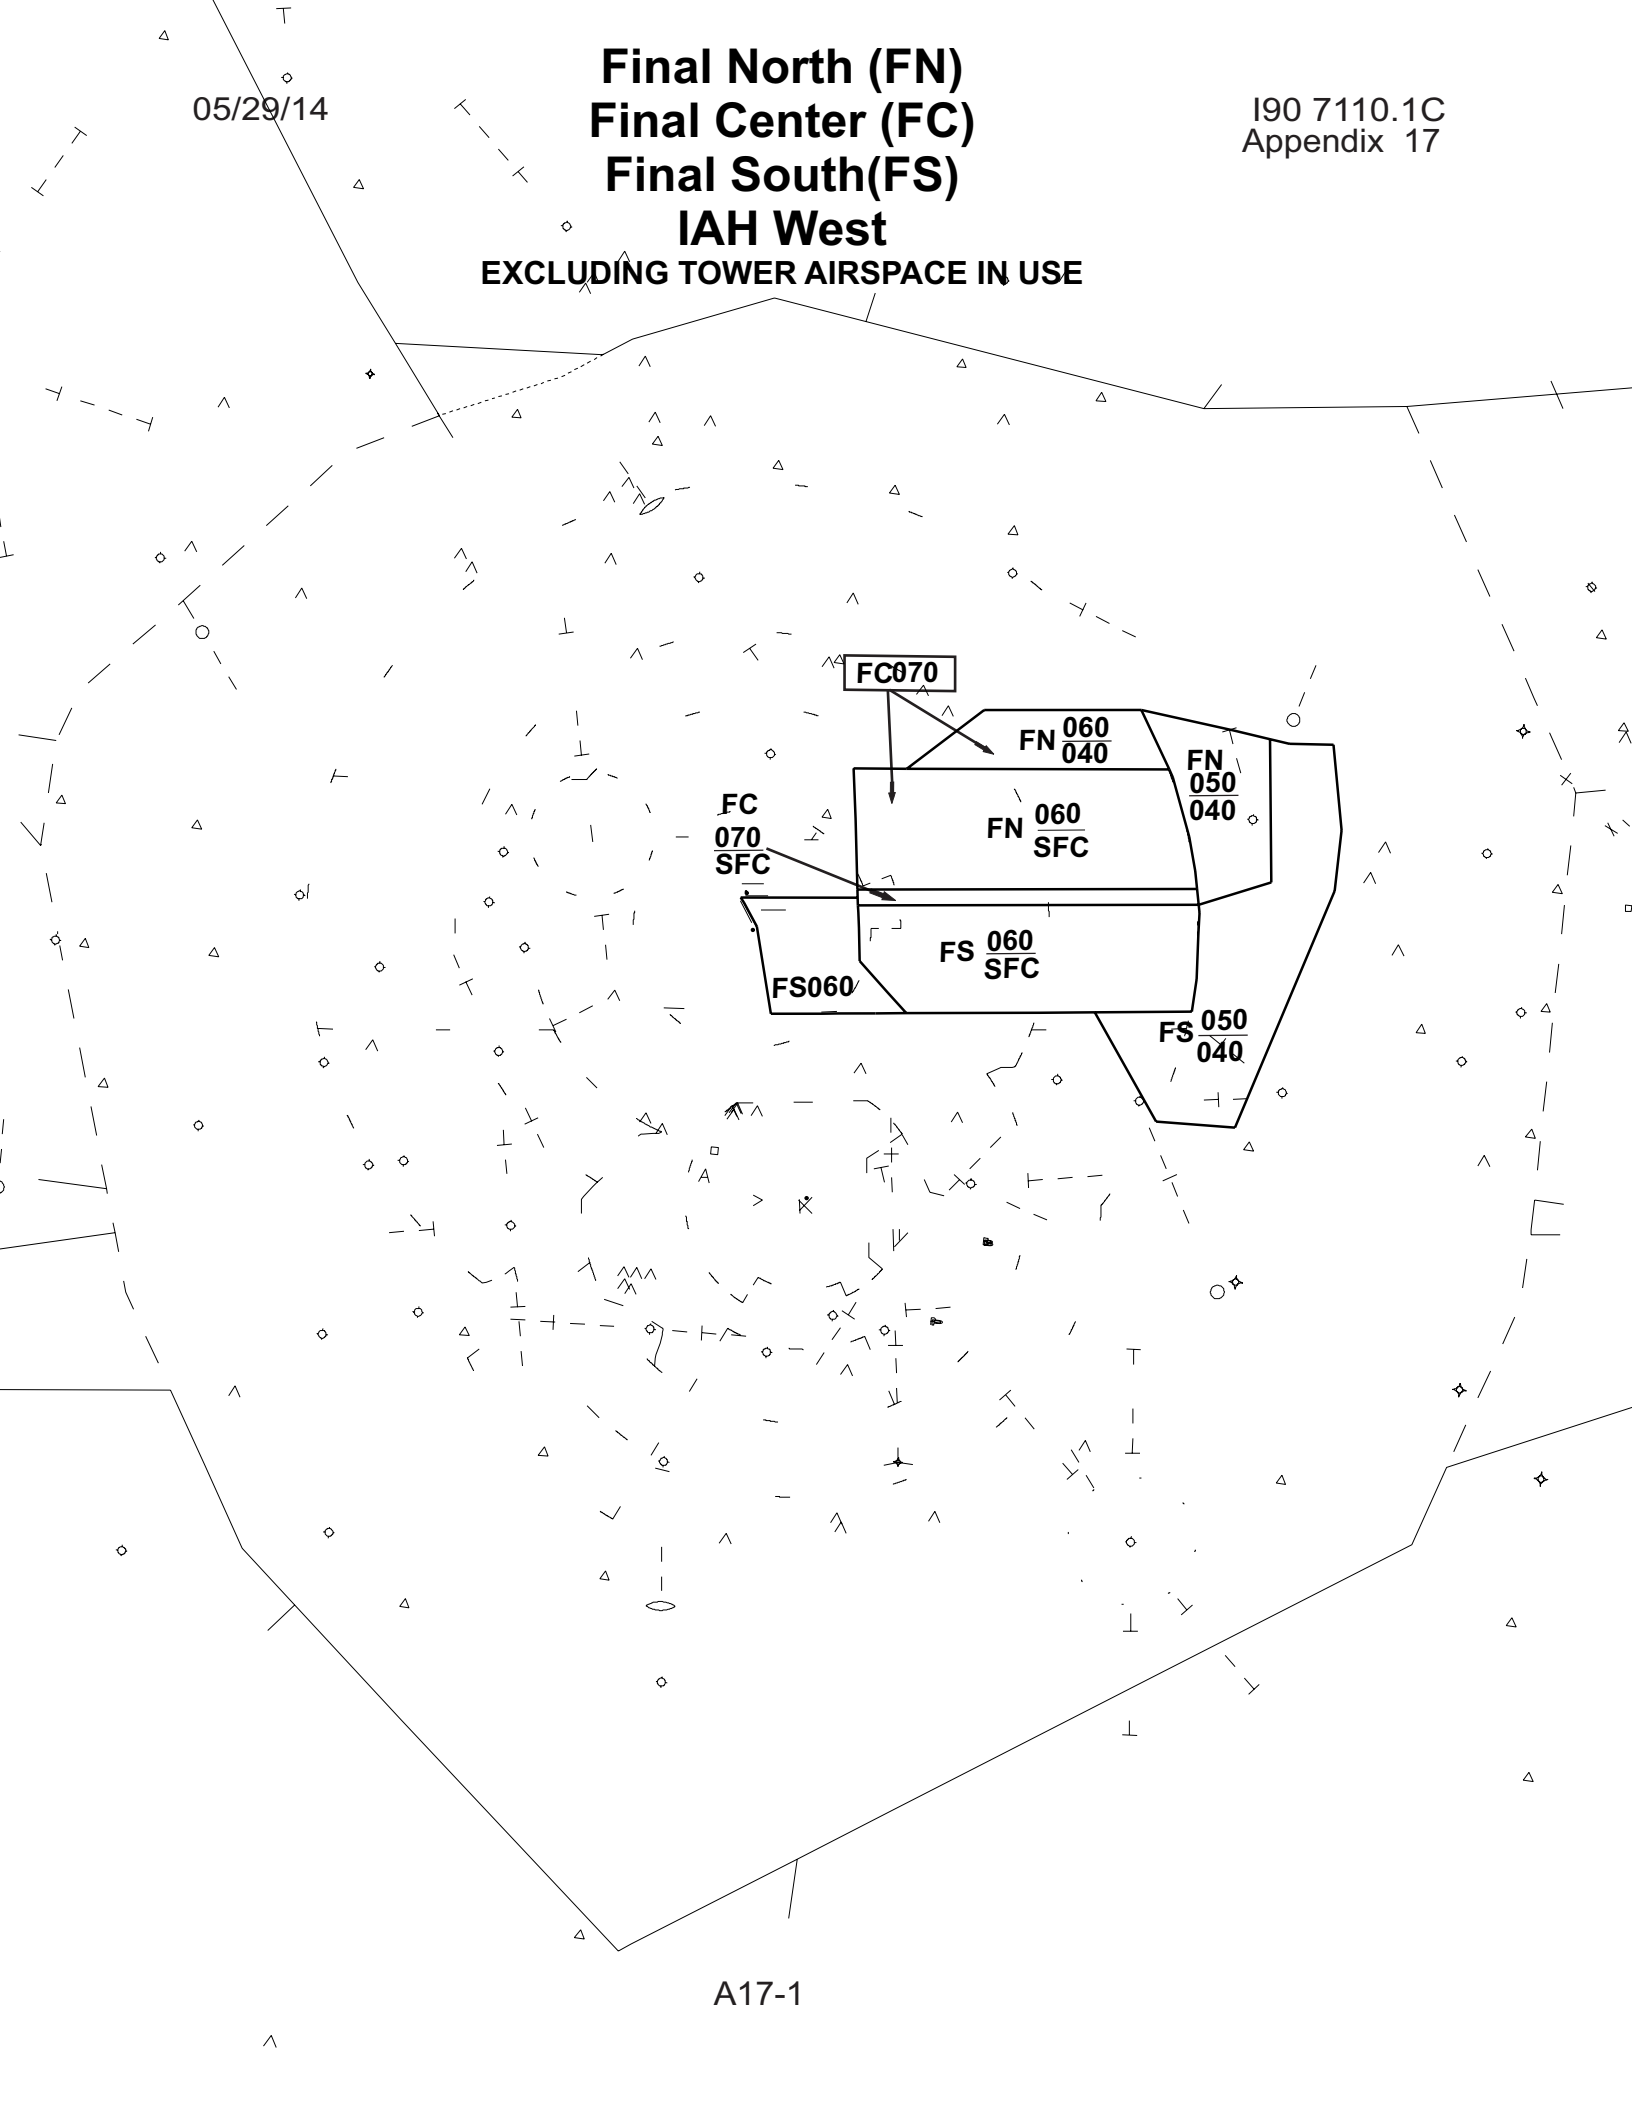 Final North (FN)
Final Center (FC)
Final South(FS)
IAH West
EXCLUDING TOWER AIRSPACE IN USE
05/29/14
I90 7110.1C
Appendix 17
FC070
FN 060
040
FN
050
040
FC
070
SFC
FN 060
SFC
FS 060
SFC
FS060
FS 050
040
A17-1